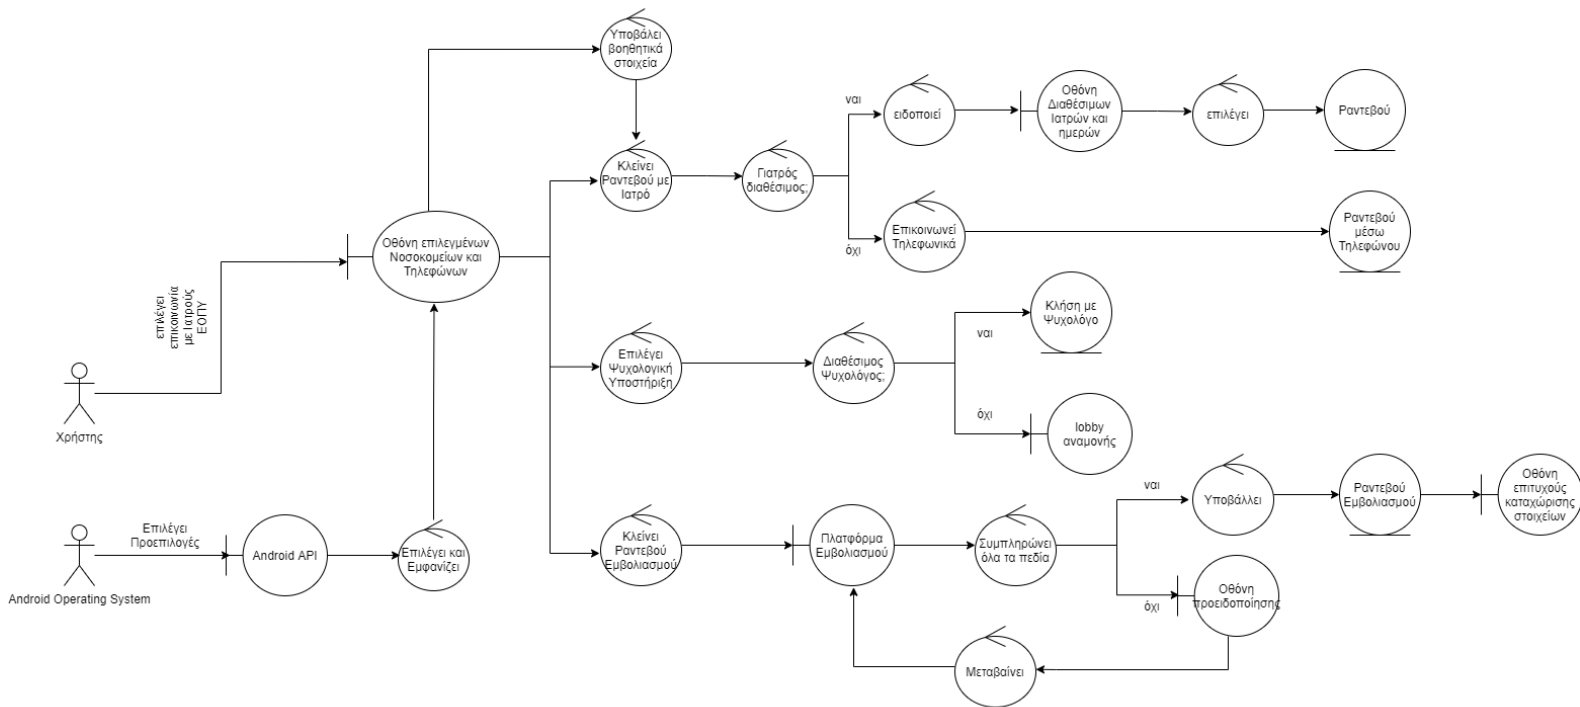 Υποβάλει
βοηθητικά
στοιχεία
ναι
ειδοποιεί
Οθόνη
Διαθέσιμων
Ιατρών και
ημερών
επιλέγει
Ραντεβού
Κλείνει
Ραντεβού με
Ιατρό
Γιατρός
διαθέσιμος;
όχι
Επικοινωνεί
Τηλεφωνικά
Ραντεβού
μέσω
Τηλεφώνου
Οθόνη επιλεγμένων
Νοσοκομείων και
Τηλεφώνων
επιλέγει
επικοινωνία
με Ιατρούς
ΕΟΠΥ
Χρήστης
Επιλέγει
Ψυχολογική
Υποστήριξη
Διαθέσιμος
Ψυχολόγος;
ναι
Κλήση με
Ψυχολόγο
όχι
lobby
αναμονής
Επιλέγει
Προεπιλογές
Android Operating System
Android API
Επιλέγει και
Εμφανίζει
Κλείνει
Ραντεβού
Εμβολιασμού
Πλατφόρμα
Εμβολιασμού
Συμπληρώνει
όλα τα πεδία
ναι
Υποβάλλει
Ραντεβού
Εμβολιασμού
Οθόνη
επιτυχούς
καταχώρισης
στοιχείων
όχι
Οθόνη
προειδοποίησης
Μεταβαίνει